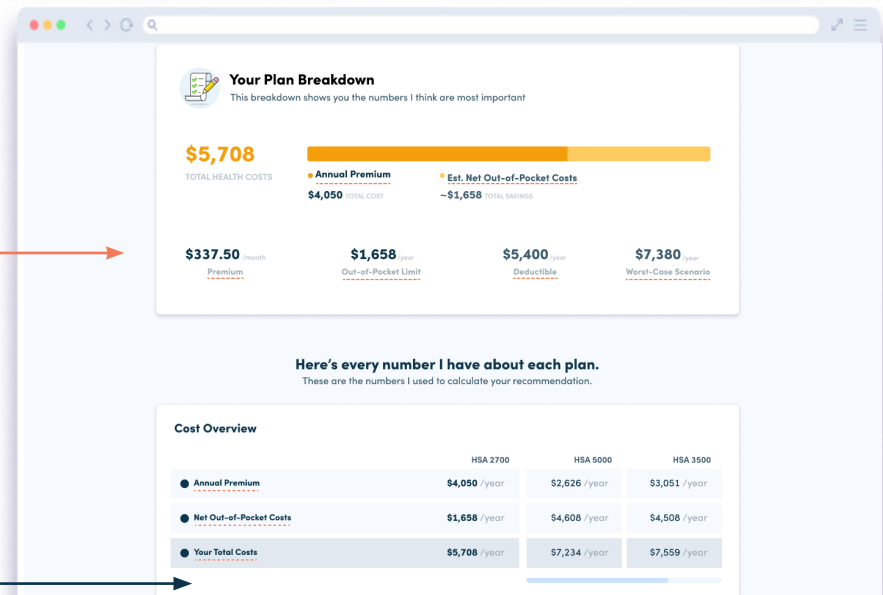 Your Plan Breakdown
This breakdown shows you the numbers I think are most important
$5,708
TOTAL HEALTH COSTS
Annual Premium
$4,050 TOTAL COST
Est. Net Out-of-Pocket Costs
~$1,658 TOTAL SAVINGS
$337.50 /month
Premium
$1,658 /year
Out-of-Pocket Limit
$5,400 /year
Deductible
$7,380 /year
Worst-Case Scenario
Here's every number I have about each plan.
These are the numbers I used to calculate your recommendation.
Cost Overview
HSA 2700 HSA 5000 HSA 3500
Annual Premium $4,050 /year $2,626 /year $3,051 /year
Net Out-of-Pocket Costs $1,658 /year $4,608 /year $4,508 /year
Your Total Costs $5,708 /year $7,234 /year $7,559 /year